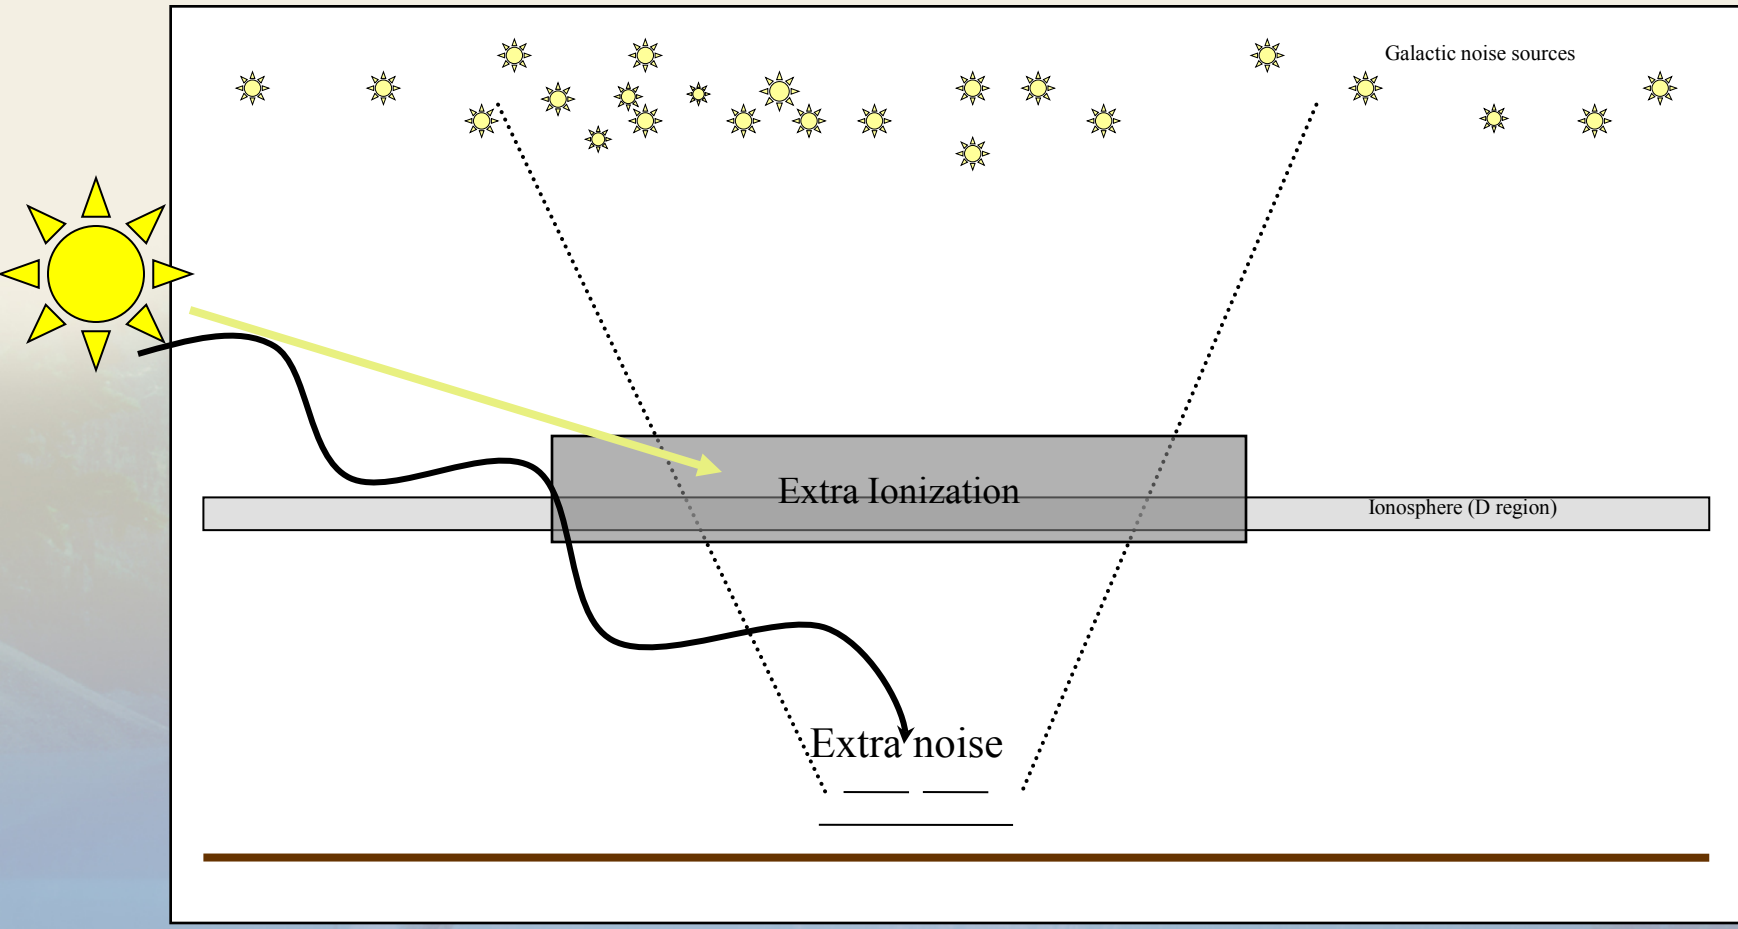 Galactic noise sources
Extra Ionization
Ionosphere (D region)
Extra noise